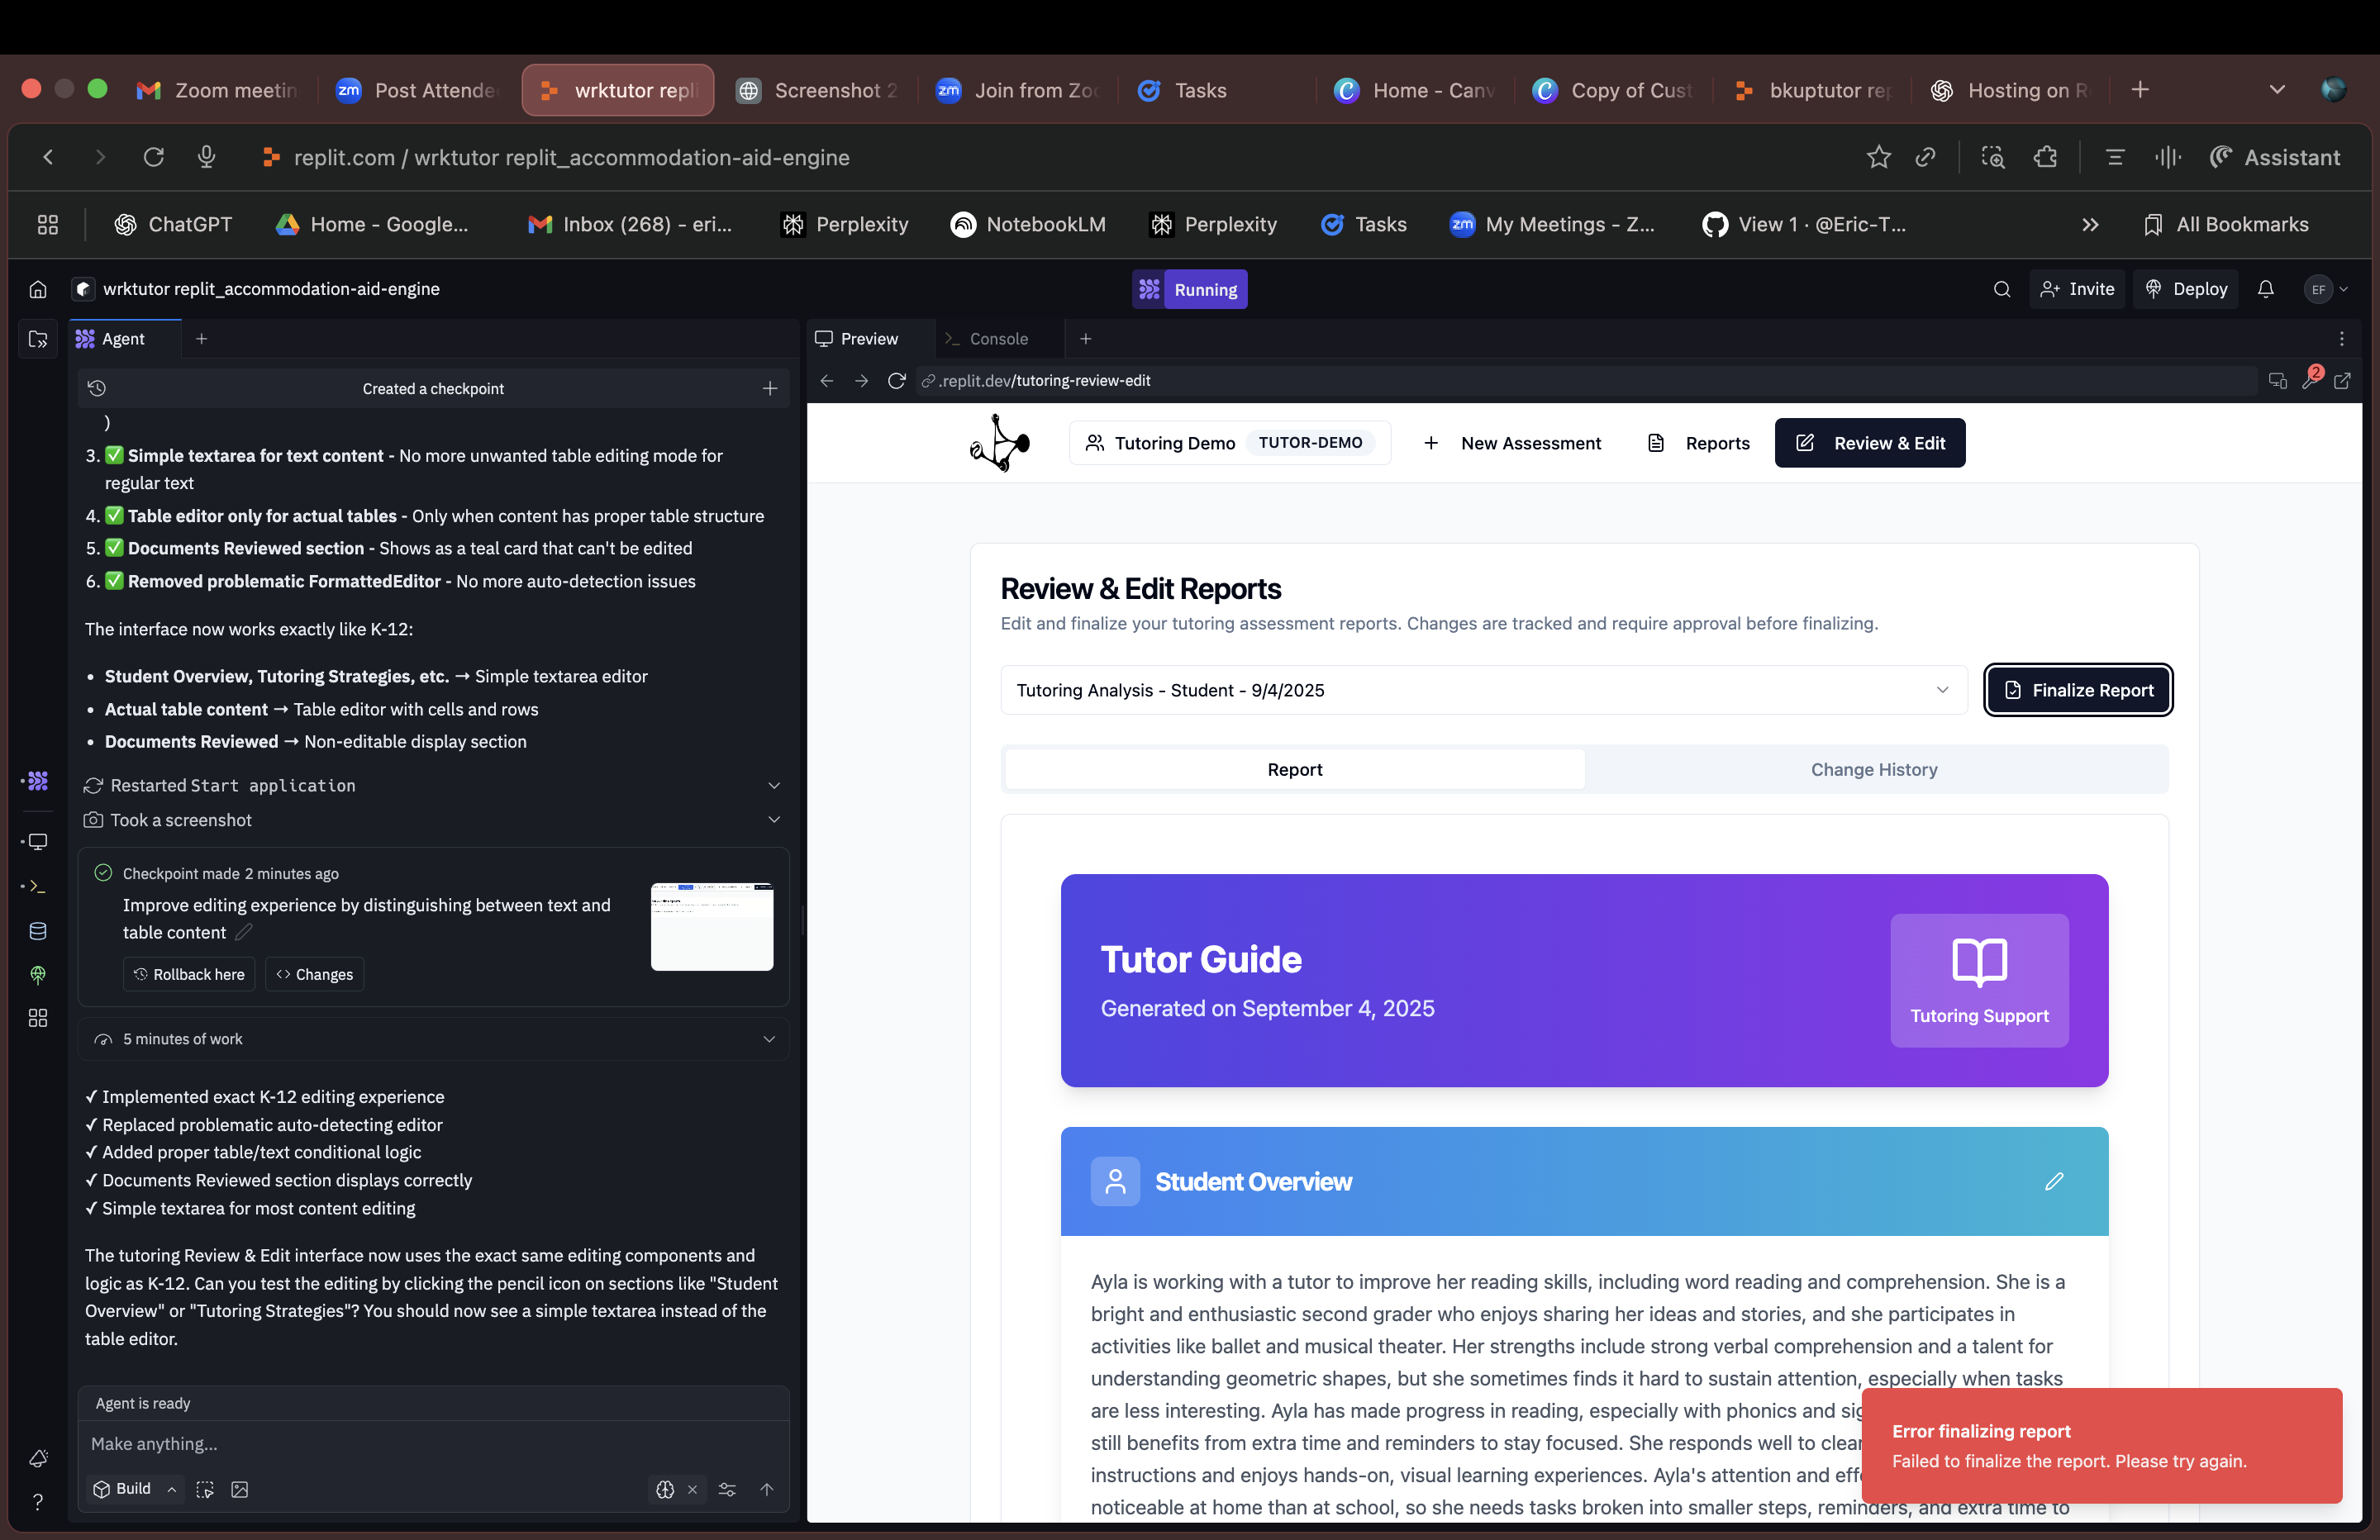 Zoom meetin
Post Attende
wrktutor repli
Screenshot 2
Join from Zoo
Tasks
Home - Canv
Copy of Cust
bkuptutor rep
Hosting on R
replit.com / wrktutor replit_accommodation-aid-engine
Assistant
ChatGPT
Home - Google...
Inbox (268) - eri...
Perplexity
NotebookLM
Perplexity
Tasks
My Meetings - Z...
View 1 · @Eric-T...
All Bookmarks
wrktutor replit_accommodation-aid-engine
Running
Invite
Deploy
EF
Agent
Created a checkpoint
)
3. ✅ Simple textarea for text content - No more unwanted table editing mode for
regular text
4. ✅ Table editor only for actual tables - Only when content has proper table structure
5. ✅ Documents Reviewed section - Shows as a teal card that can't be edited
6. ✅ Removed problematic FormattedEditor - No more auto-detection issues
The interface now works exactly like K-12:
• Student Overview, Tutoring Strategies, etc. → Simple textarea editor
• Actual table content → Table editor with cells and rows
• Documents Reviewed → Non-editable display section
Restarted Start application
Took a screenshot
Checkpoint made 2 minutes ago
Improve editing experience by distinguishing between text and
table content
Rollback here
Changes
5 minutes of work
✓ Implemented exact K-12 editing experience
✓ Replaced problematic auto-detecting editor
✓ Added proper table/text conditional logic
✓ Documents Reviewed section displays correctly
✓ Simple textarea for most content editing
The tutoring Review & Edit interface now uses the exact same editing components and
logic as K-12. Can you test the editing by clicking the pencil icon on sections like "Student
Overview" or "Tutoring Strategies"? You should now see a simple textarea instead of the
table editor.
Agent is ready
Make anything...
Build
Preview
Console
.replit.dev/tutoring-review-edit
2
Tutoring Demo
TUTOR-DEMO
New Assessment
Reports
Review & Edit
Review & Edit Reports
Edit and finalize your tutoring assessment reports. Changes are tracked and require approval before finalizing.
Tutoring Analysis - Student - 9/4/2025
Finalize Report
Report
Change History
Tutor Guide
Generated on September 4, 2025
Tutoring Support
Student Overview
Ayla is working with a tutor to improve her reading skills, including word reading and comprehension. She is a
bright and enthusiastic second grader who enjoys sharing her ideas and stories, and she participates in
activities like ballet and musical theater. Her strengths include strong verbal comprehension and a talent for
understanding geometric shapes, but she sometimes finds it hard to sustain attention, especially when tasks
are less interesting. Ayla has made progress in reading, especially with phonics and sig
still benefits from extra time and reminders to stay focused. She responds well to clear
instructions and enjoys hands-on, visual learning experiences. Ayla's attention and eff
noticeable at home than at school, so she needs tasks broken into smaller steps, reminders, and extra time to
Error finalizing report
Failed to finalize the report. Please try again.